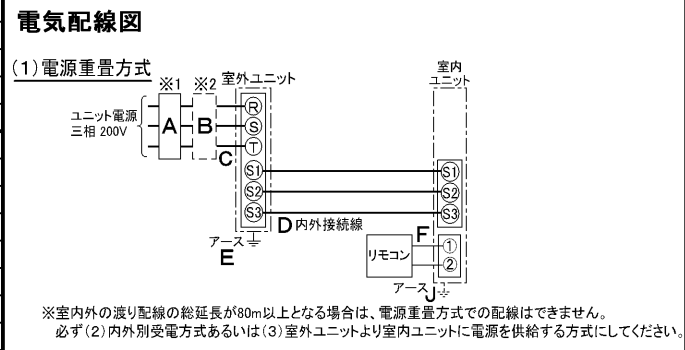 電気配線図
(1)電源重畳方式
※1 ※2 室外ユニット 室内
ユニット
ユニット電源
三相 200V
A B
R
S
T
C
S1 S1
S2 S2
S3 S3
D 内外接続線
アース
E
リモコン
F
①
②
アース
J
※室内外の渡り配線の総延長が80m以上となる場合は、電源重畳方式での配線はできません。
必ず(2)内外別受電方式あるいは(3)室外ユニットより室内ユニットに電源を供給する方式にしてください。